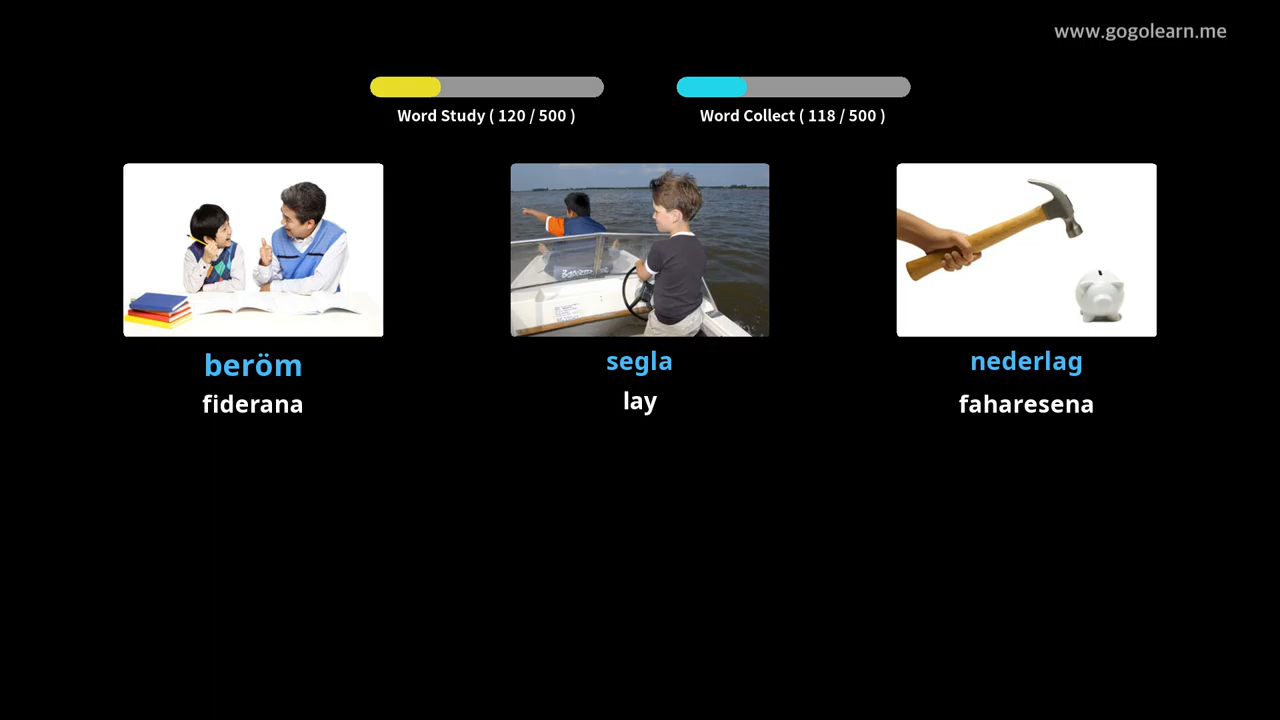 www.gogolearn.me
Word Study ( 120 / 500 )
Word Collect ( 118 / 500 )
beröm
segla
nederlag
fiderana
lay
faharesena